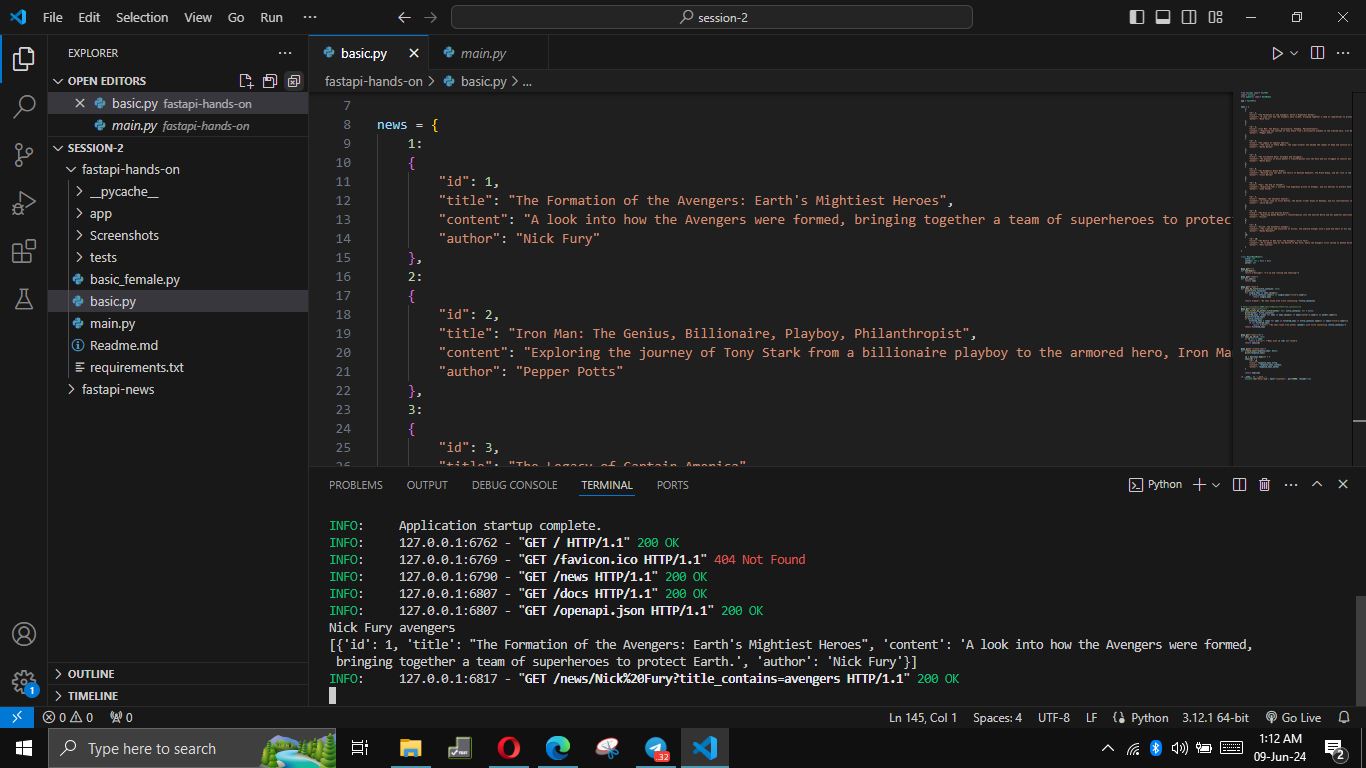 File Edit Selection View Go Run ··· session-2
EXPLORER ···
OPEN EDITORS
basic.py fastapi-hands-on
main.py fastapi-hands-on
SESSION-2
fastapi-hands-on
__pycache__
app
Screenshots
tests
basic_female.py
basic.py
main.py
Readme.md
requirements.txt
fastapi-news
OUTLINE
TIMELINE
basic.py main.py
fastapi-hands-on > basic.py > ...
7
8 news = {
9 1:
10 {
11 "id": 1,
12 "title": "The Formation of the Avengers: Earth's Mightiest Heroes",
13 "content": "A look into how the Avengers were formed, bringing together a team of superheroes to protect
14 "author": "Nick Fury"
15 },
16 2:
17 {
18 "id": 2,
19 "title": "Iron Man: The Genius, Billionaire, Playboy, Philanthropist",
20 "content": "Exploring the journey of Tony Stark from a billionaire playboy to the armored hero, Iron Ma
21 "author": "Pepper Potts"
22 },
23 3:
24 {
25 "id": 3,
26 "title": "The Legacy of Captain America"
PROBLEMS OUTPUT DEBUG CONSOLE TERMINAL PORTS Python
INFO: Application startup complete.
INFO: 127.0.0.1:6762 - "GET / HTTP/1.1" 200 OK
INFO: 127.0.0.1:6769 - "GET /favicon.ico HTTP/1.1" 404 Not Found
INFO: 127.0.0.1:6790 - "GET /news HTTP/1.1" 200 OK
INFO: 127.0.0.1:6807 - "GET /docs HTTP/1.1" 200 OK
INFO: 127.0.0.1:6807 - "GET /openapi.json HTTP/1.1" 200 OK
Nick Fury avengers
[{'id': 1, 'title': "The Formation of the Avengers: Earth's Mightiest Heroes", 'content': 'A look into how the Avengers were formed,
bringing together a team of superheroes to protect Earth.', 'author': 'Nick Fury'}]
INFO: 127.0.0.1:6817 - "GET /news/Nick%20Fury?title_contains=avengers HTTP/1.1" 200 OK
0 0 0 Ln 145, Col 1 Spaces: 4 UTF-8 LF Python 3.12.1 64-bit Go Live
1
Type here to search
32
1:12 AM
09-Jun-24
2